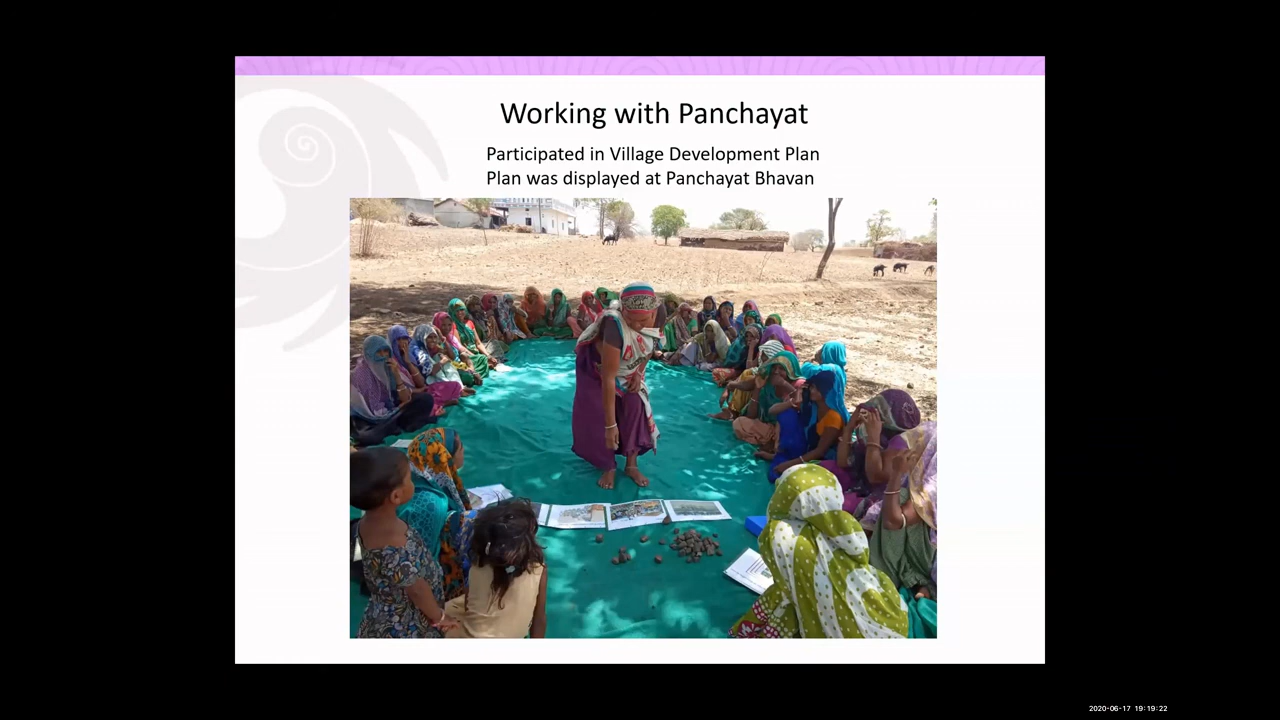 Working with Panchayat
Participated in Village Development Plan
Plan was displayed at Panchayat Bhavan
2020-06-17 19:19:22